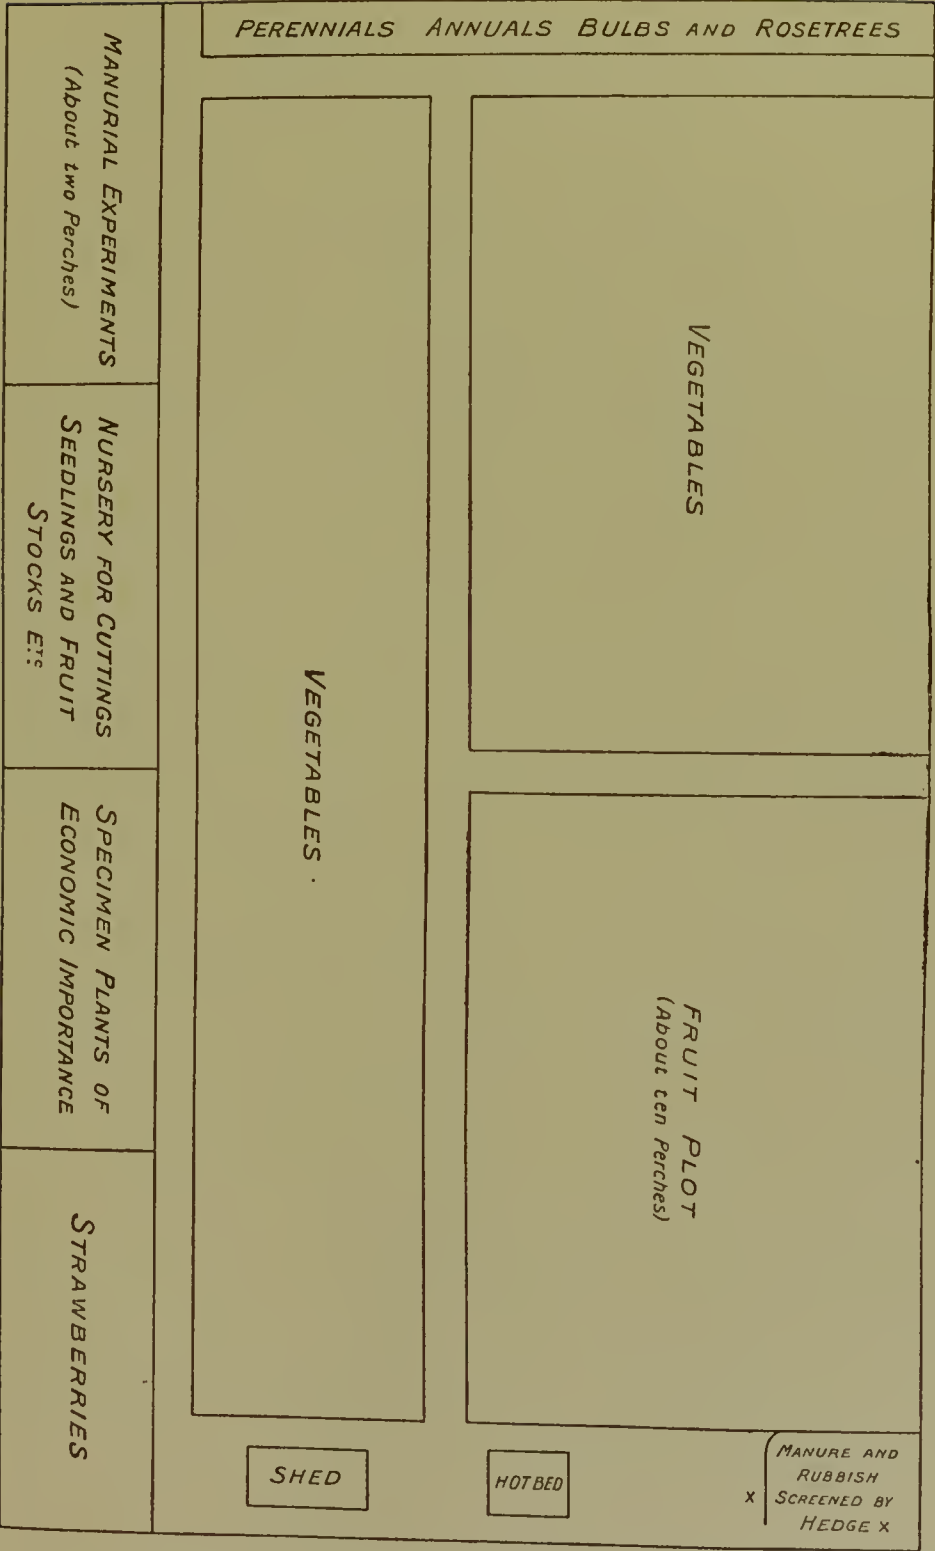 PERENNIALS ANNUALS BULBS AND ROSETREES
MANURIAL EXPERIMENTS
(About two Perches)
NURSERY FOR CUTTINGS
SEEDLINGS AND FRUIT
STOCKS ETC
SPECIMEN PLANTS OF
ECONOMIC IMPORTANCE
STRAWBERRIES
VEGETABLES
VEGETABLES
FRUIT PLOT
(About ten Perches)
SHED
HOT BED
MANURE AND
RUBBISH
X SCREENED BY
HEDGE X